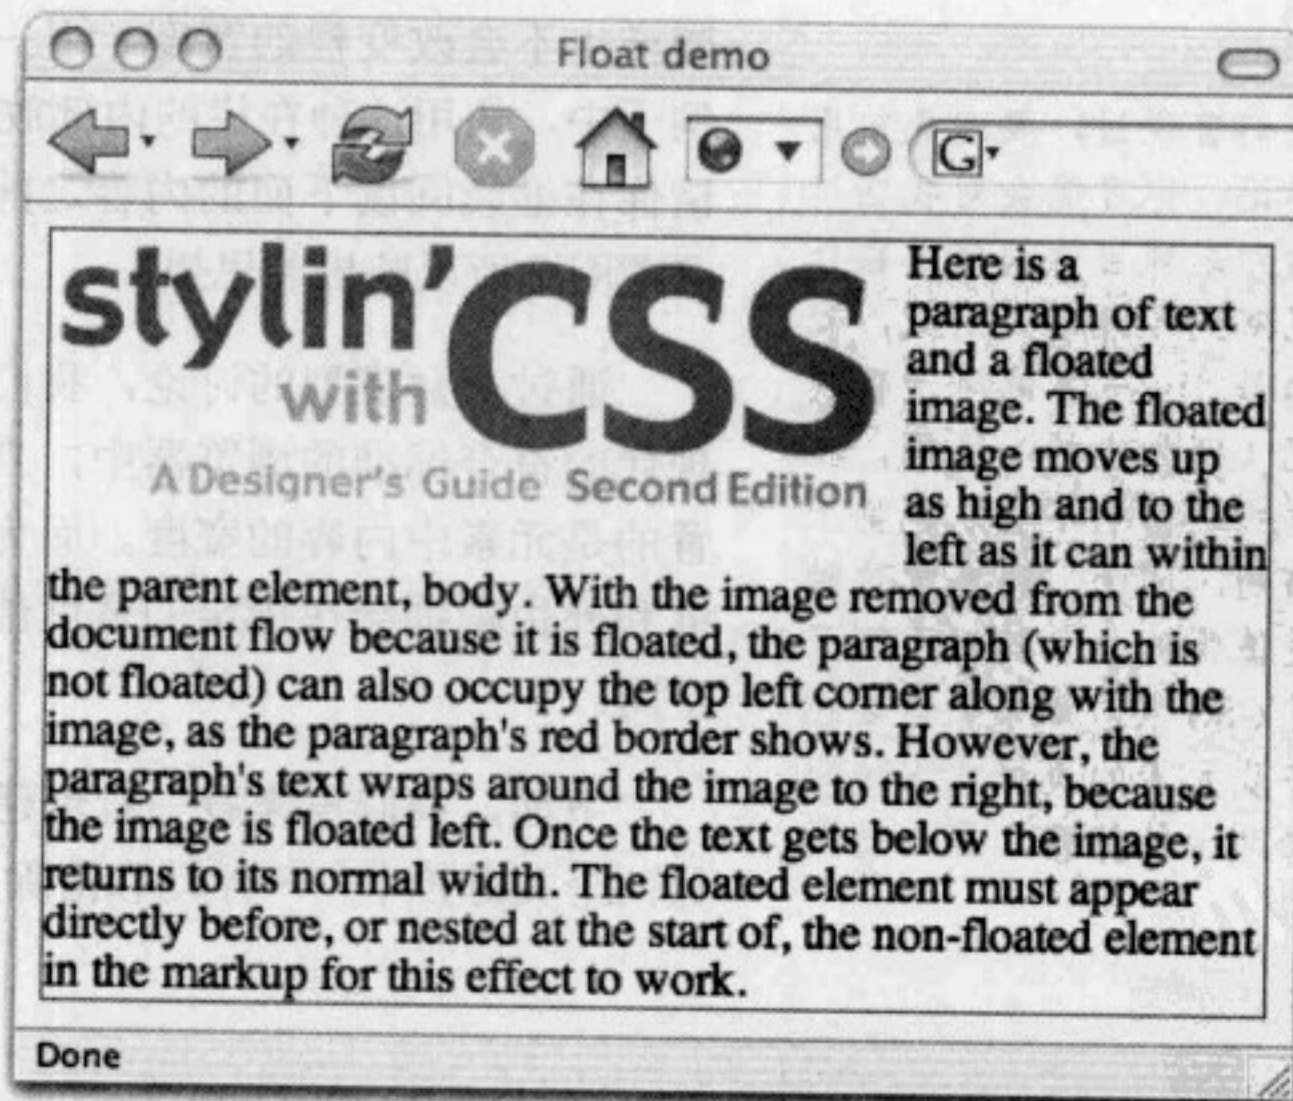 Float demo
G
stylin' CSS
with
A Designer's Guide Second Edition
Here is a
paragraph of text
and a floated
image. The floated
image moves up
as high and to the
left as it can within
the parent element, body. With the image removed from the
document flow because it is floated, the paragraph (which is
not floated) can also occupy the top left corner along with the
image, as the paragraph's red border shows. However, the
paragraph's text wraps around the image to the right, because
the image is floated left. Once the text gets below the image, it
returns to its normal width. The floated element must appear
directly before, or nested at the start of, the non-floated element
in the markup for this effect to work.
Done